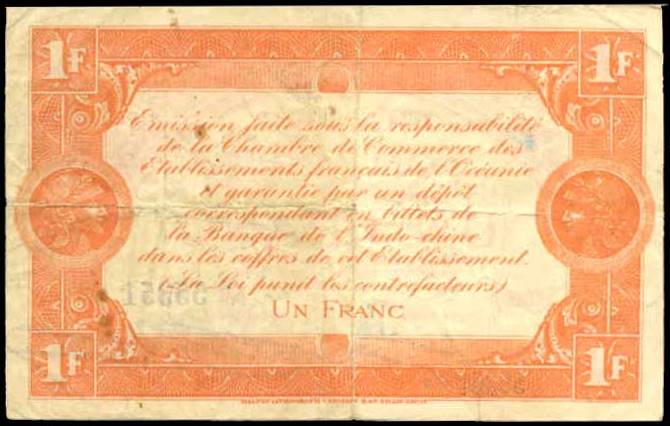 1F 1F
Emission faite sous la responsabilité
de la Chambre de Commerce des
Etablissements français de l'Océanie
et garantie par un dépôt
correspondant en billets de
la Banque de l'Indo-chine
dans les coffres de cet Etablissement.
(La Loi punit les contrefacteurs)
UN FRANC
1F 1F